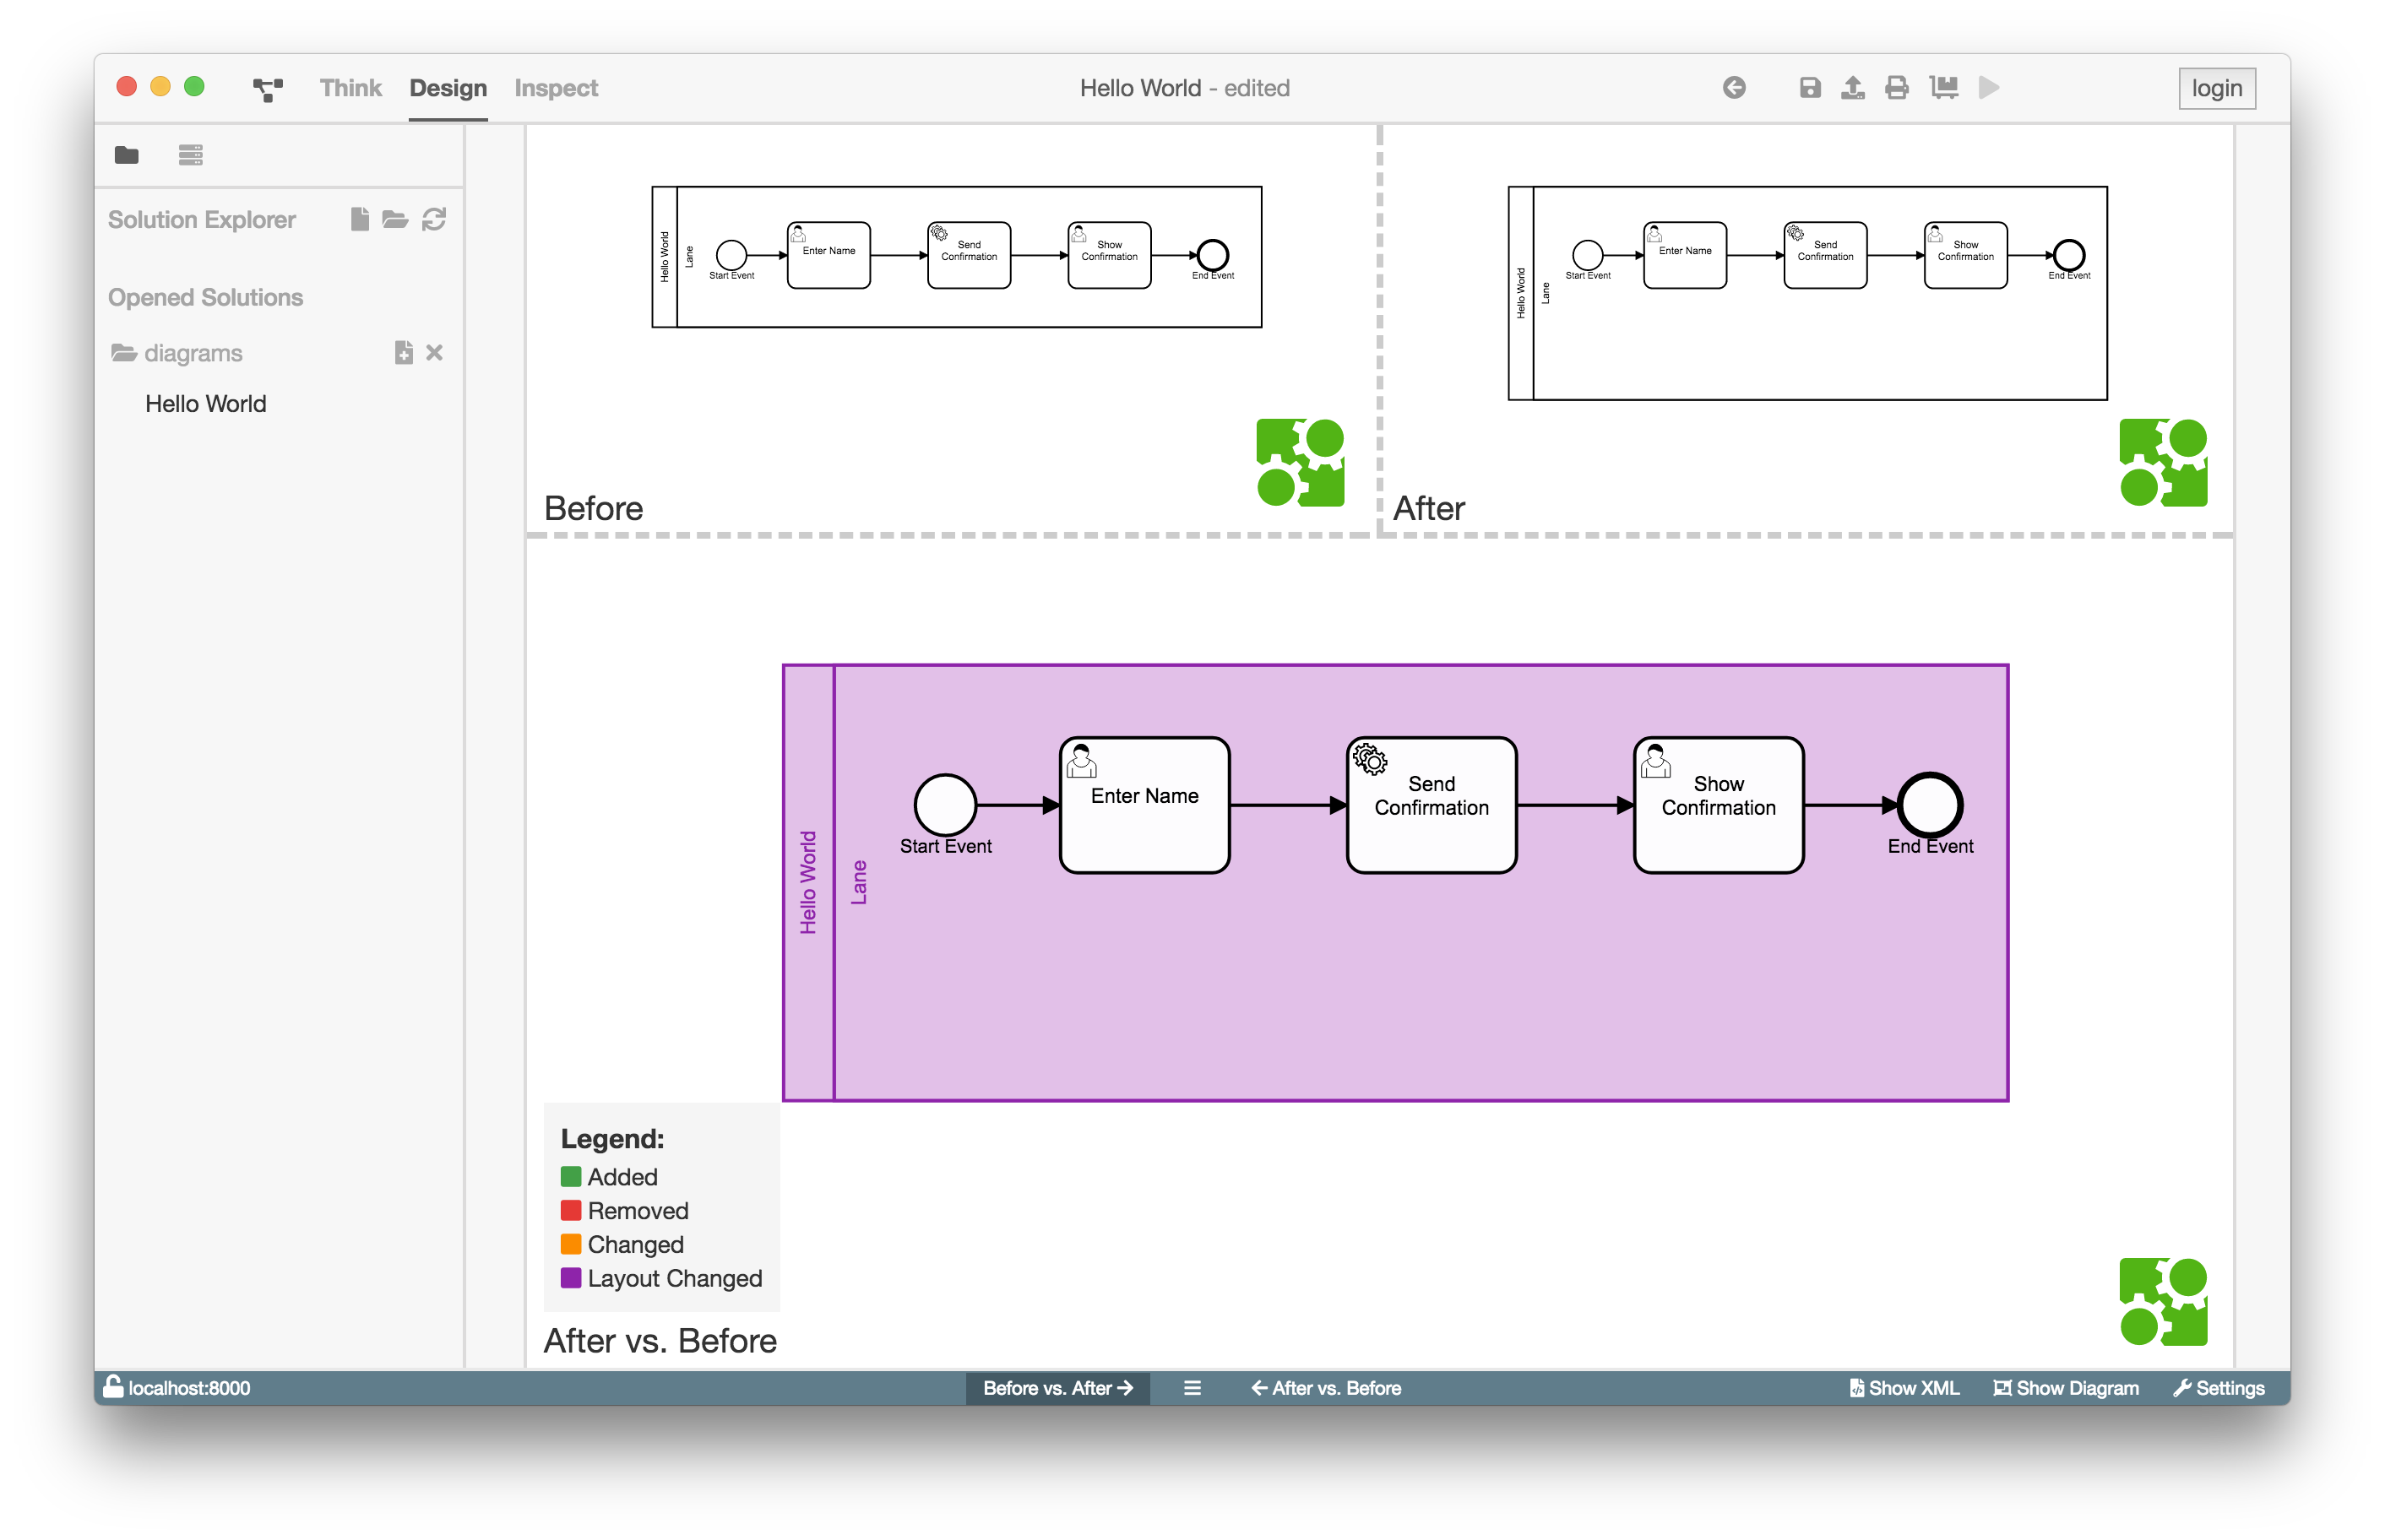 Think Design Inspect
Hello World - edited
login
Solution Explorer
Opened Solutions
diagrams
Hello World
Hello World
Lane
Start Event
Enter Name
Send
Confirmation
Show
Confirmation
End Event
Before
Hello World
Lane
Start Event
Enter Name
Send
Confirmation
Show
Confirmation
End Event
After
Hello World
Lane
Start Event
Enter Name
Send
Confirmation
Show
Confirmation
End Event
Legend:
Added
Removed
Changed
Layout Changed
After vs. Before
localhost:8000
Before vs. After
After vs. Before
Show XML
Show Diagram
Settings